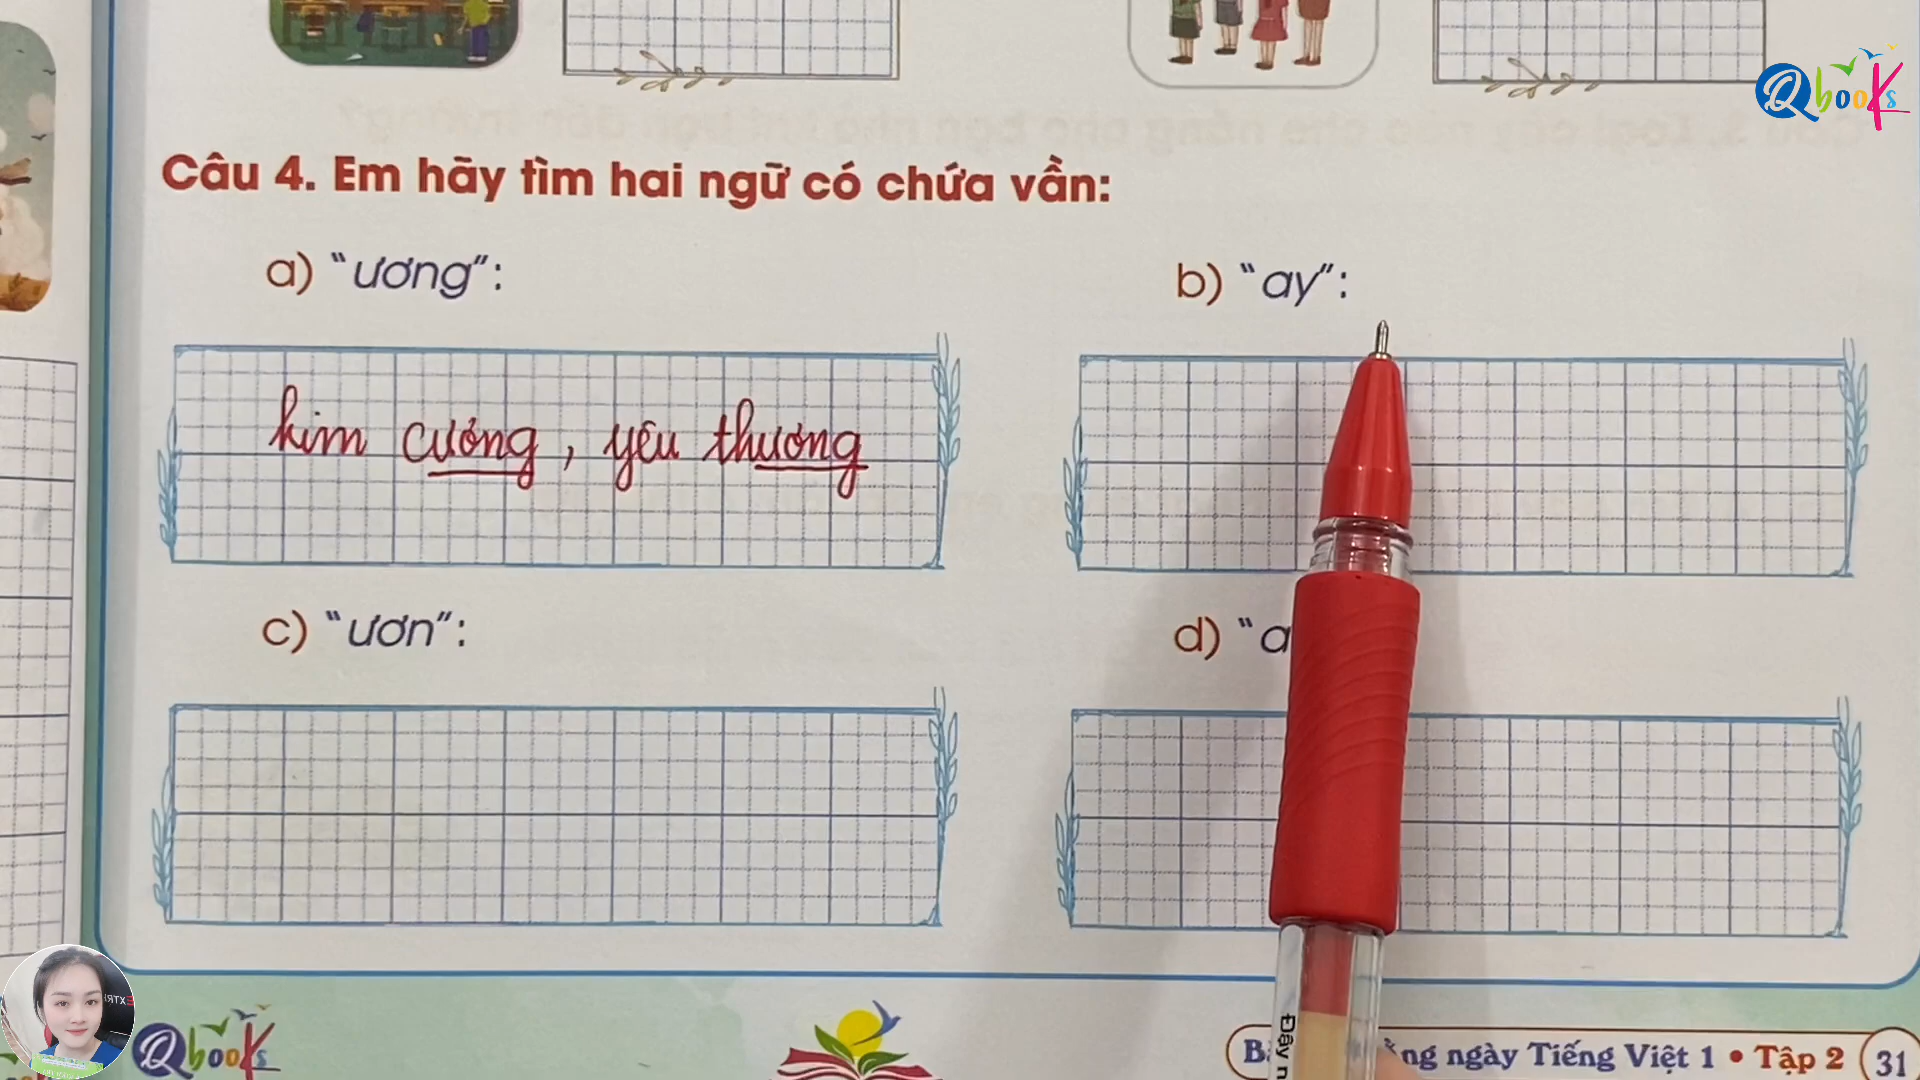 Qbooks
Câu 4. Em hãy tìm hai ngữ có chứa vần:
a) “ương”:
b) “ay”:
kim cương, yêu thương
c) “ươn”:
d) “a
Qbooks
ng ngày Tiếng Việt 1 • Tập 2
31